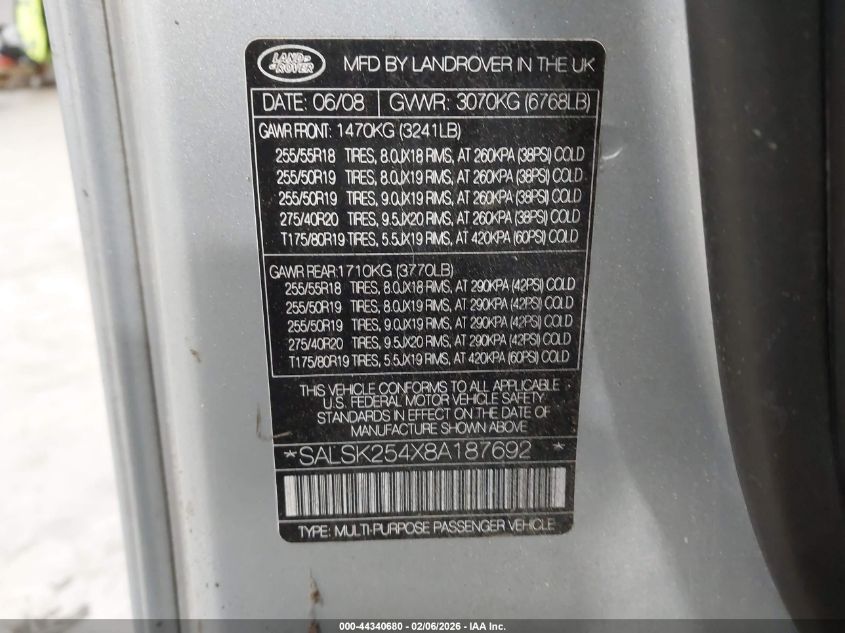 LAND-
ROVER
MFD BY LANDROVER IN THE UK
DATE: 06/08 GVWR: 3070KG (6768LB)
GAWR FRONT: 1470KG (3241LB)
255/55R18 TIRES, 8.0JX18 RIMS, AT 260KPA (38PSI) COLD
255/50R19 TIRES, 8.0JX19 RIMS, AT 260KPA (38PSI) COLD
255/50R19 TIRES, 9.0JX19 RIMS, AT 260KPA (38PSI) COLD
275/40R20 TIRES, 9.5JX20 RIMS, AT 260KPA (38PSI) COLD
T175/80R19 TIRES, 5.5JX19 RIMS, AT 420KPA (60PSI) COLD
GAWR REAR: 1710KG (3770LB)
255/55R18 TIRES, 8.0JX18 RIMS, AT 290KPA (42PSI) COLD
255/50R19 TIRES, 8.0JX19 RIMS, AT 290KPA (42PSI) COLD
255/50R19 TIRES, 9.0JX19 RIMS, AT 290KPA (42PSI) COLD
275/40R20 TIRES, 9.5JX20 RIMS, AT 290KPA (42PSI) COLD
T175/80R19 TIRES, 5.5JX19 RIMS, AT 420KPA (60PSI) COLD
THIS VEHICLE CONFORMS TO ALL APPLICABLE
U.S. FEDERAL MOTOR VEHICLE SAFETY
STANDARDS IN EFFECT ON THE DATE OF
MANUFACTURE SHOWN ABOVE
*SALSK254X8A187692 *
TYPE: MULTI-PURPOSE PASSENGER VEHICLE
000-44340680 - 02/06/2026 - IAA Inc.